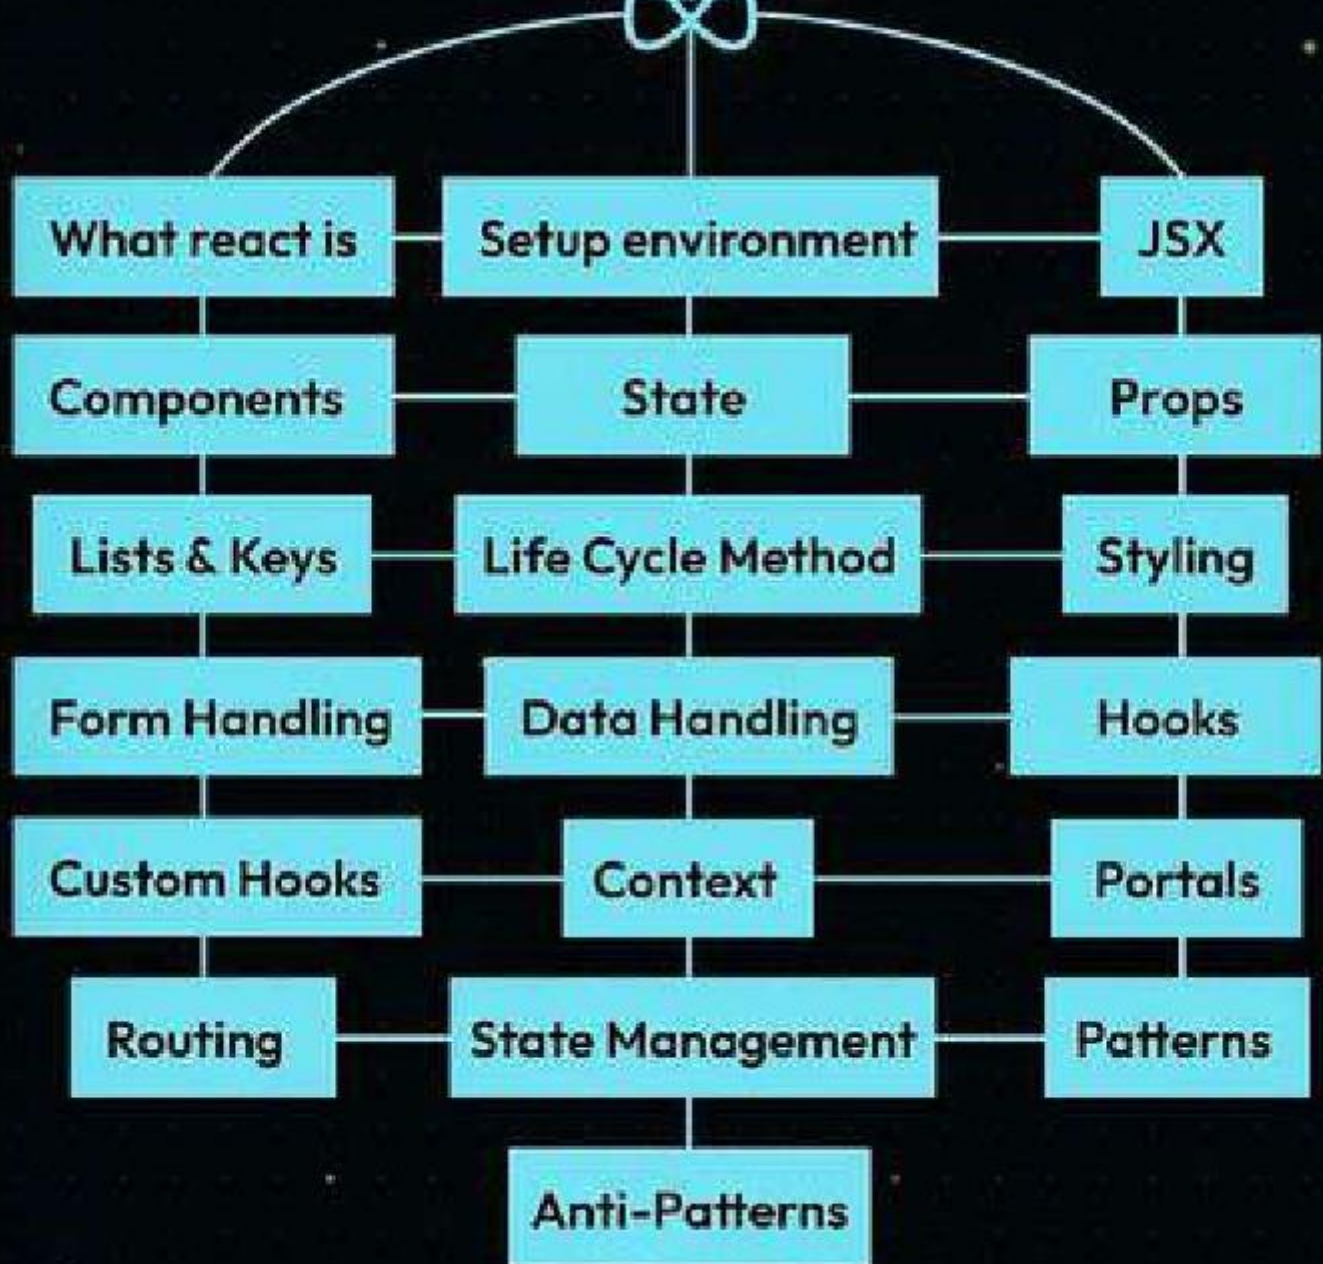 What react is
Setup environment
JSX
Components
State
Props
Lists & Keys
Life Cycle Method
Styling
Form Handling
Data Handling
Hooks
Custom Hooks
Context
Portals
Routing
State Management
Patterns
Anti-Patterns